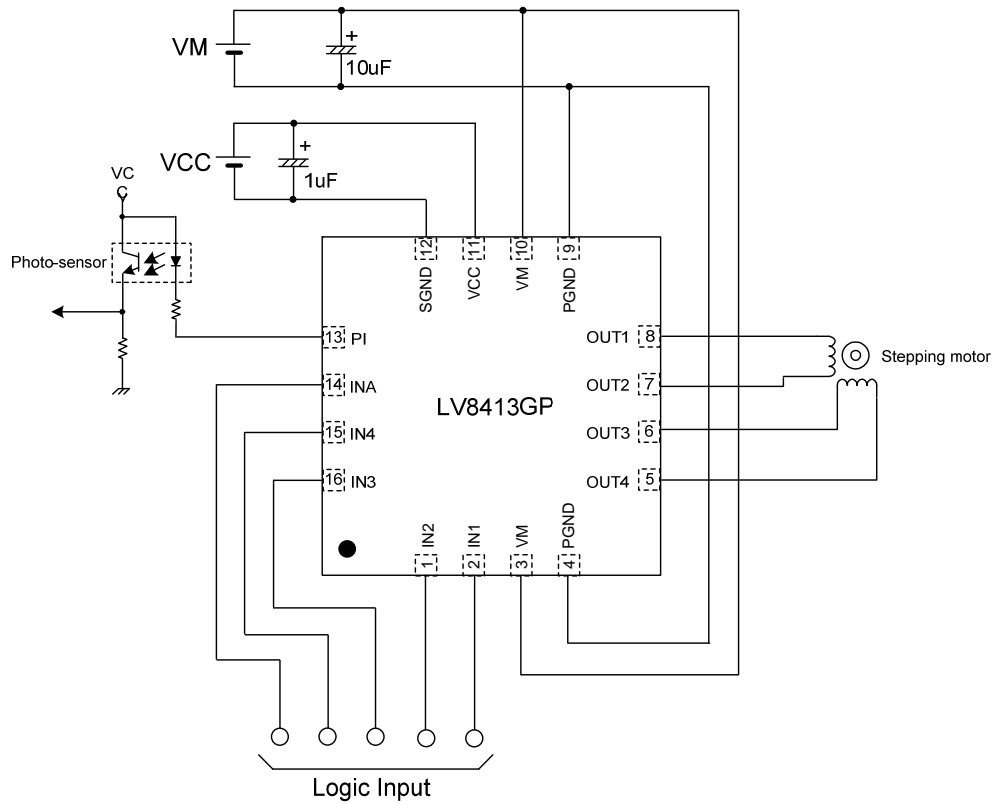 VM
+
10uF
VCC
+
1uF
VC
C
Photo-sensor
12
11
10
9
SGND
VCC
VM
PGND
13 PI
14 INA
15 IN4
16 IN3
OUT1 8
OUT2 7
OUT3 6
OUT4 5
LV8413GP
Stepping motor
IN2
IN1
VM
PGND
1
2
3
4
Logic Input